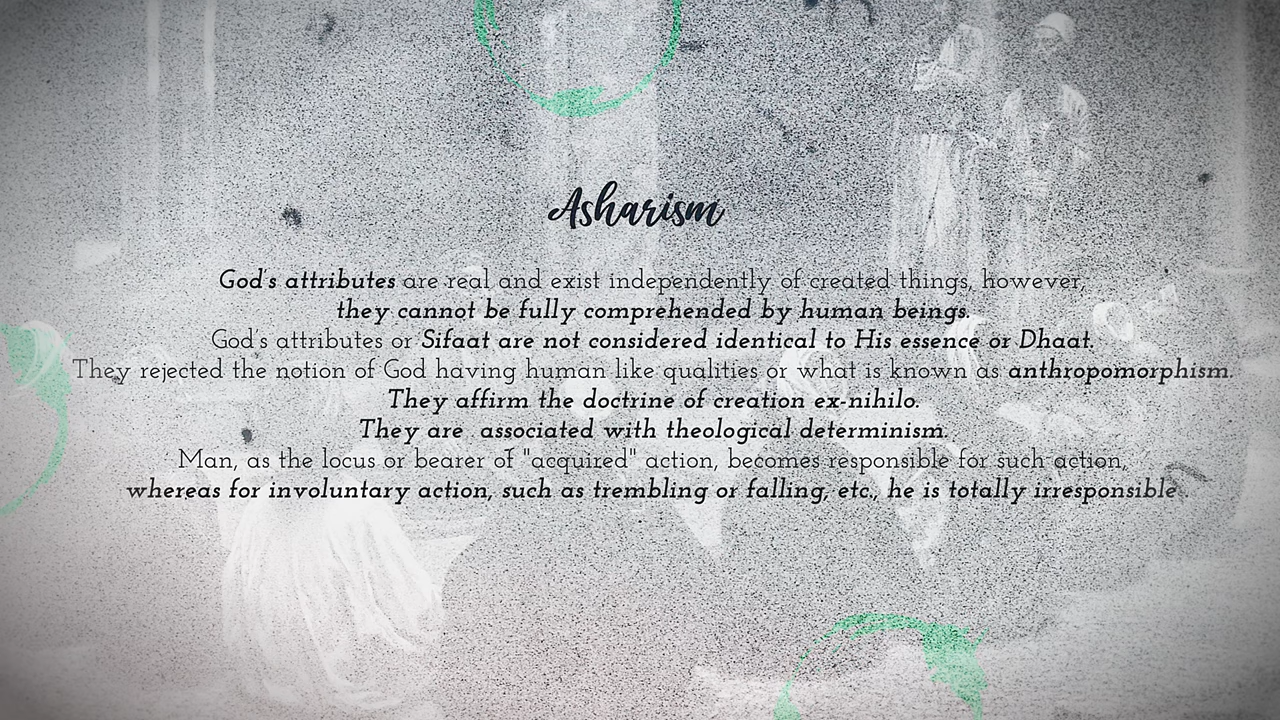 Asharism
God's attributes are real and exist independently of created things, however,
they cannot be fully comprehended by human beings.
God's attributes or Sifaat are not considered identical to His essence or Dhaat.
They rejected the notion of God having human like qualities or what is known as anthropomorphism.
They affirm the doctrine of creation ex-nihilo.
They are associated with theological determinism.
Man, as the locus or bearer of "acquired" action, becomes responsible for such action,
whereas for involuntary action, such as trembling or falling, etc., he is totally irresponsible.